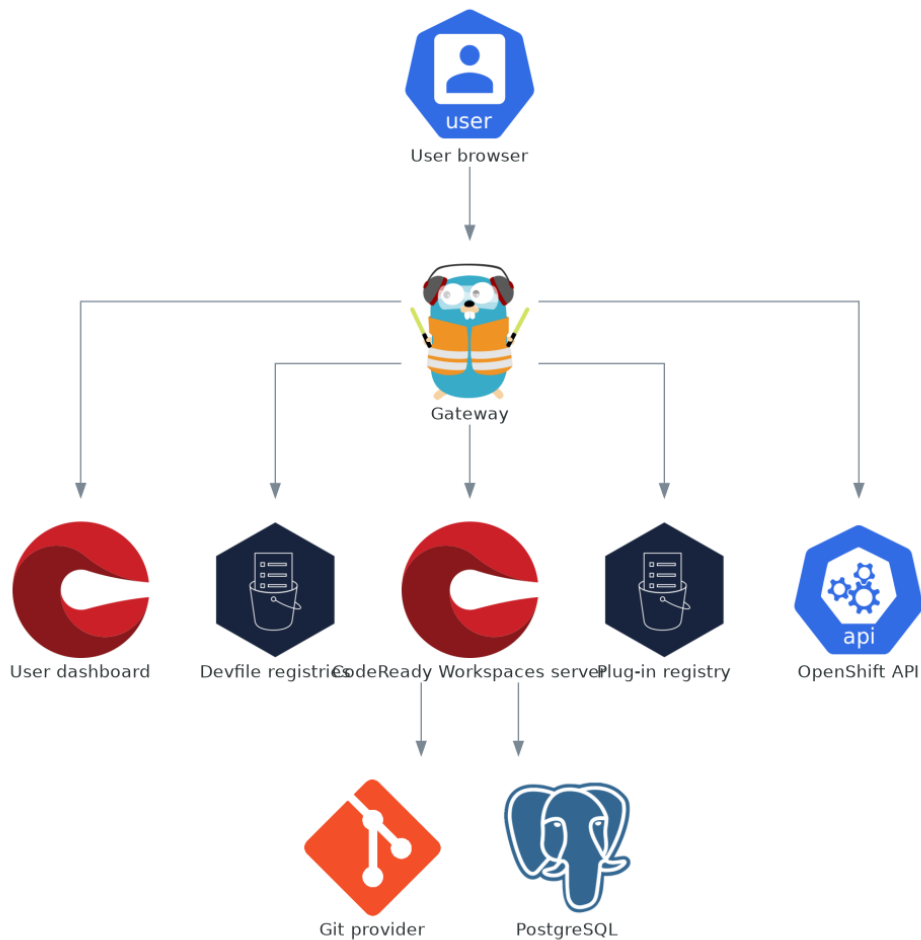 user
User browser
Gateway
User dashboard
Devfile registries
CodeReady Workspaces server
Plug-in registry
api
OpenShift API
Git provider
PostgreSQL